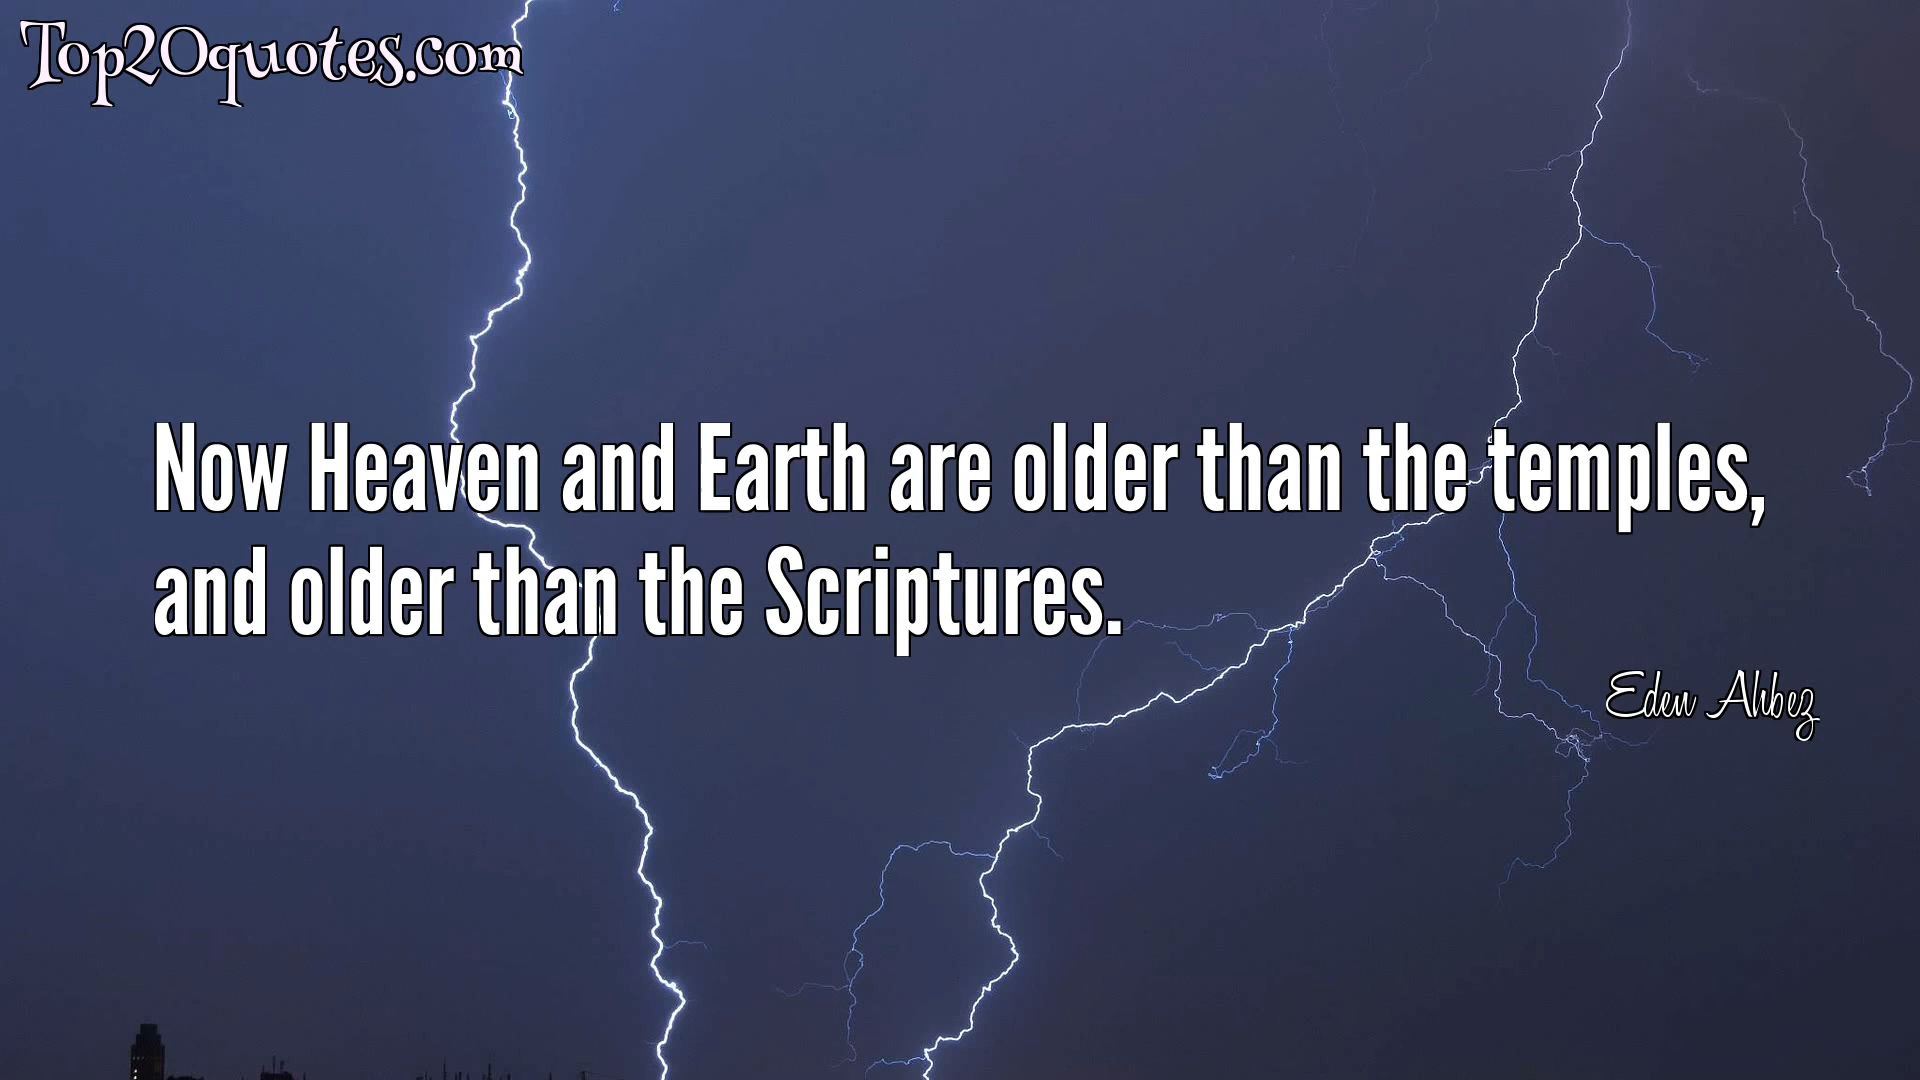 Top20quotes.com
Now Heaven and Earth are older than the temples,
and older than the Scriptures.
Eden Ahbez